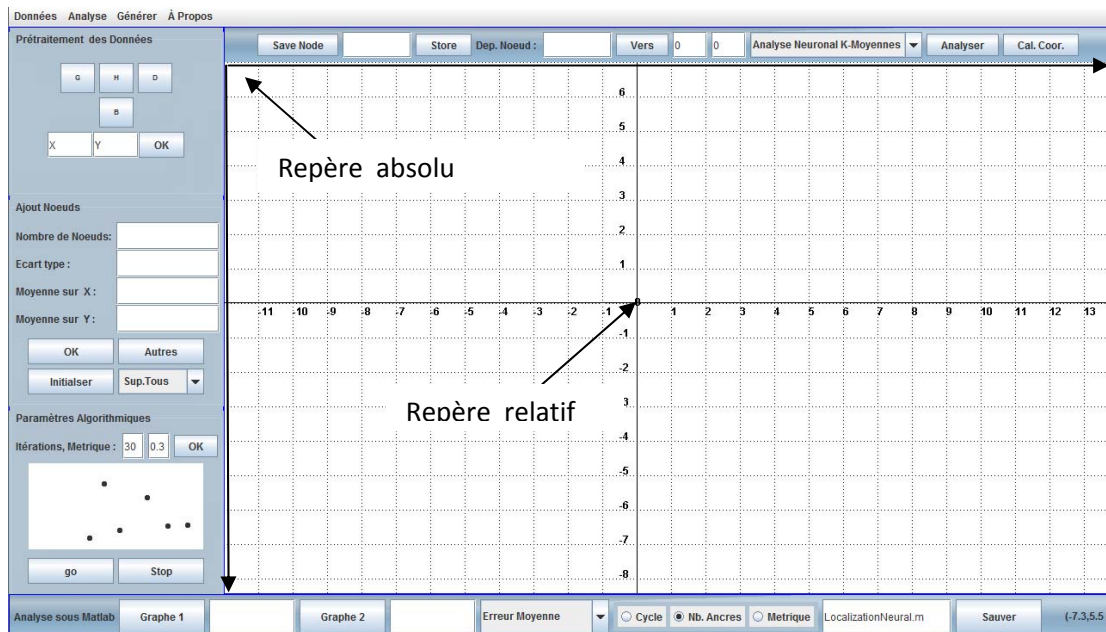 Données Analyse Générer À Propos
Prétraitement des Données
G H D
B
X Y OK
Ajout Noeuds
Nombre de Noeuds:
Ecart type :
Moyenne sur X :
Moyenne sur Y :
OK Autres
Initialser Sup.Tous
Paramètres Algorithmiques
Itérations, Metrique : 30 0.3 OK
go Stop
Save Node Store Dep. Noeud : Vers 0 0 Analyse Neuronal K-Moyennes Analyser Cal. Coor.
6
5
Repère absolu
4
3
2
1
0
-11 -10 -9 -8 -7 -6 -5 -4 -3 -2 -1 1 2 3 4 5 6 7 8 9 10 11 12 13
-1
-2
3
Repère relatif
-4
-5
-6
-7
-8
Analyse sous Matlab Graphe 1 Graphe 2 Erreur Moyenne Cycle Nb. Ancres Metrique LocalizationNeural.m Sauver (-7.3,5.5